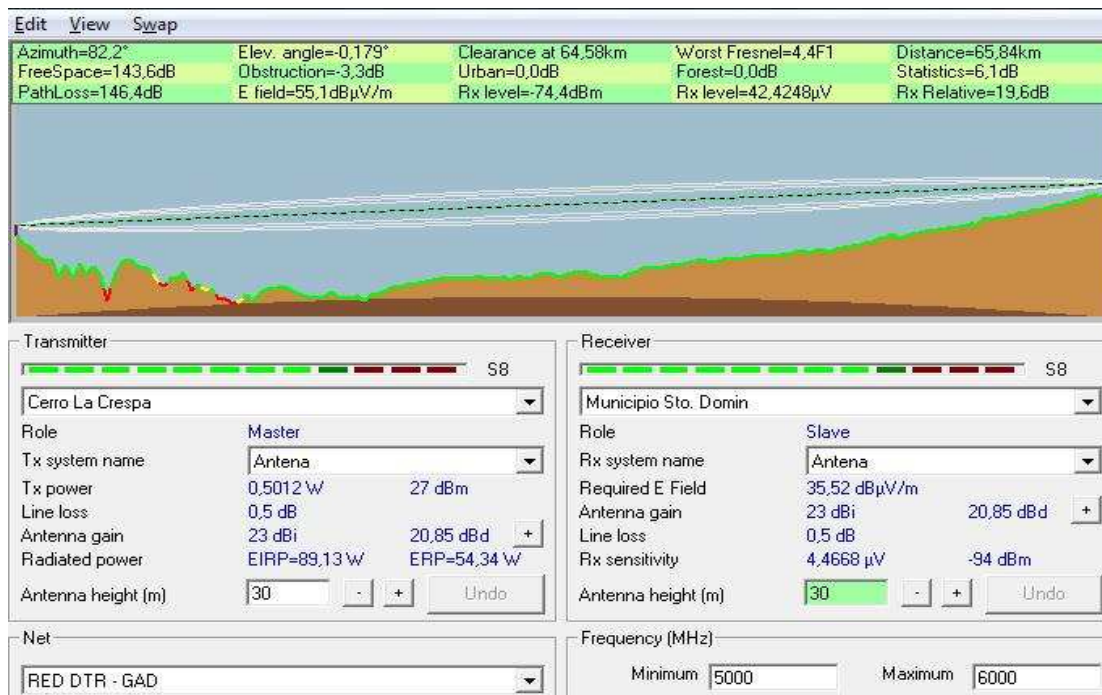 Edit View Swap
Azimuth=82,2° Elev. angle=-0,179° Clearance at 64,58km Worst Fresnel=4,4F1 Distance=65,84km
FreeSpace=143,6dB Obstruction=-3,3dB Urban=0,0dB Forest=0,0dB Statistics=6,1dB
PathLoss=146,4dB E field=55,1dBµV/m Rx level=-74,4dBm Rx level=42,4248µV Rx Relative=19,6dB
Transmitter
S8
Cerro La Crespa
Role Master
Tx system name Antena
Tx power 0,5012 W 27 dBm
Line loss 0,5 dB
Antenna gain 23 dBi 20,85 dBd +
Radiated power EIRP=89,13 W ERP=54,34 W
Antenna height (m) 30 - + Undo
Net
RED DTR - GAD
Receiver
S8
Municipio Sto. Domin
Role Slave
Rx system name Antena
Required E Field 35,52 dBµV/m
Antenna gain 23 dBi 20,85 dBd +
Line loss 0,5 dB
Rx sensitivity 4,4668 µV -94 dBm
Antenna height (m) 30 - + Undo
Frequency (MHz)
Minimum 5000 Maximum 6000